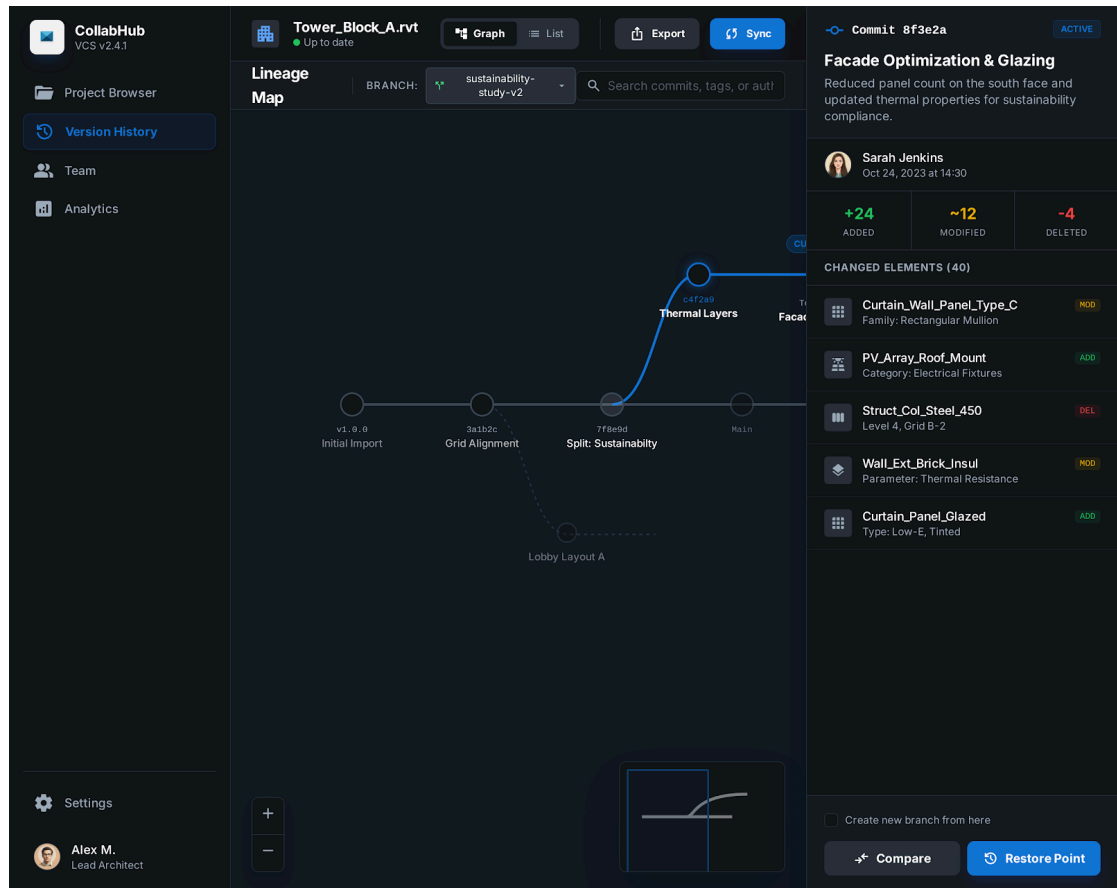 CollabHub
VCS v2.4.1
Project Browser
Version History
Team
Analytics
Settings
Alex M.
Lead Architect
Tower_Block_A.rvt
Up to date
Graph
List
Export
Sync
Lineage
Map
BRANCH:
sustainability-
study-v2
Search commits, tags, or auth
CU
c4f2a9
Thermal Layers
To
Facad
v1.0.0
Initial Import
3a1b2c
Grid Alignment
7f8e9d
Split: Sustainabilty
Main
Lobby Layout A
Commit 8f3e2a
ACTIVE
Facade Optimization & Glazing
Reduced panel count on the south face and
updated thermal properties for sustainability
compliance.
Sarah Jenkins
Oct 24, 2023 at 14:30
+24
ADDED
~12
MODIFIED
-4
DELETED
CHANGED ELEMENTS (40)
Curtain_Wall_Panel_Type_C
MOD
Family: Rectangular Mullion
PV_Array_Roof_Mount
ADD
Category: Electrical Fixtures
Struct_Col_Steel_450
DEL
Level 4, Grid B-2
Wall_Ext_Brick_Insul
MOD
Parameter: Thermal Resistance
Curtain_Panel_Glazed
ADD
Type: Low-E, Tinted
Create new branch from here
Compare
Restore Point